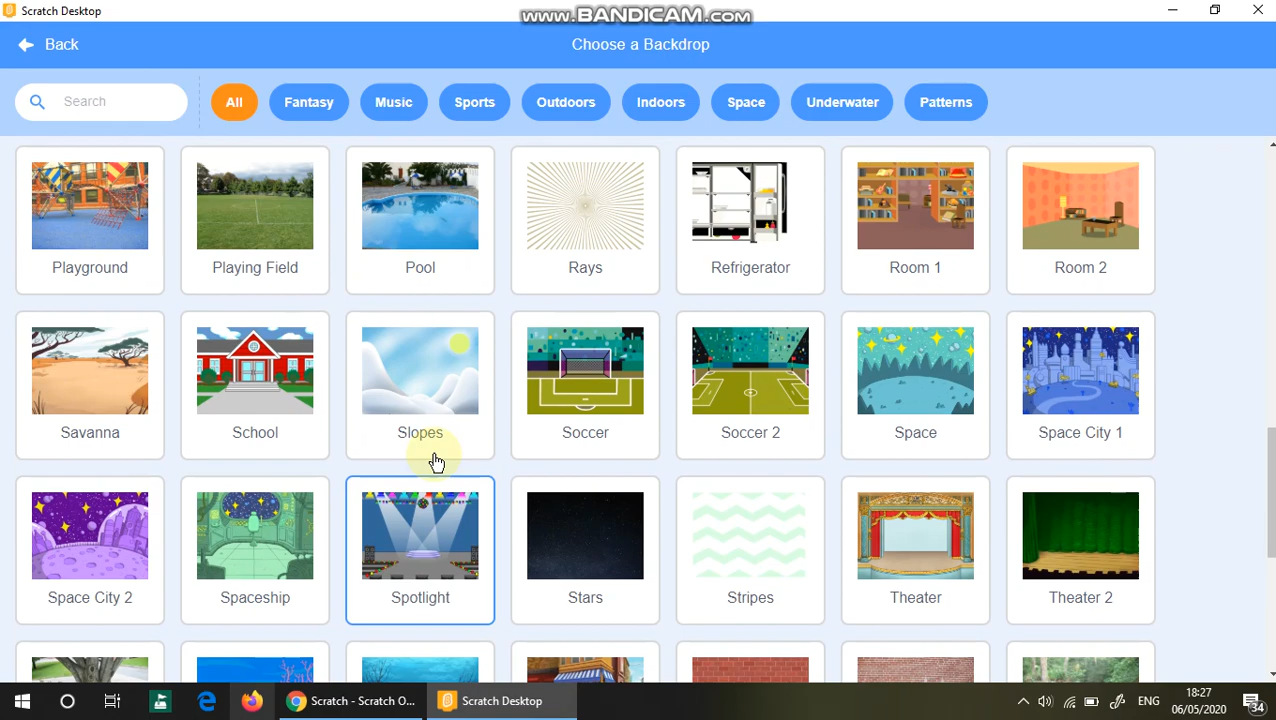 Scratch Desktop
www.BANDICAM.com
Back
Choose a Backdrop
Search
All
Fantasy
Music
Sports
Outdoors
Indoors
Space
Underwater
Patterns
Playground
Playing Field
Pool
Rays
Refrigerator
Room 1
Room 2
Savanna
School
Slopes
Soccer
Soccer 2
Space
Space City 1
Space City 2
Spaceship
Spotlight
Stars
Stripes
Theater
Theater 2
Scratch - Scratch O...
Scratch Desktop
ENG
18:27
06/05/2020
34